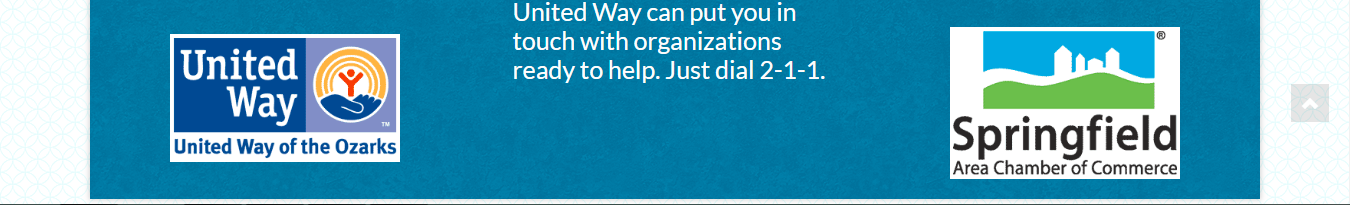 United Way can put you in
touch with organizations
ready to help. Just dial 2-1-1.
United
Way
TM
United Way of the Ozarks
®
Springfield
Area Chamber of Commerce